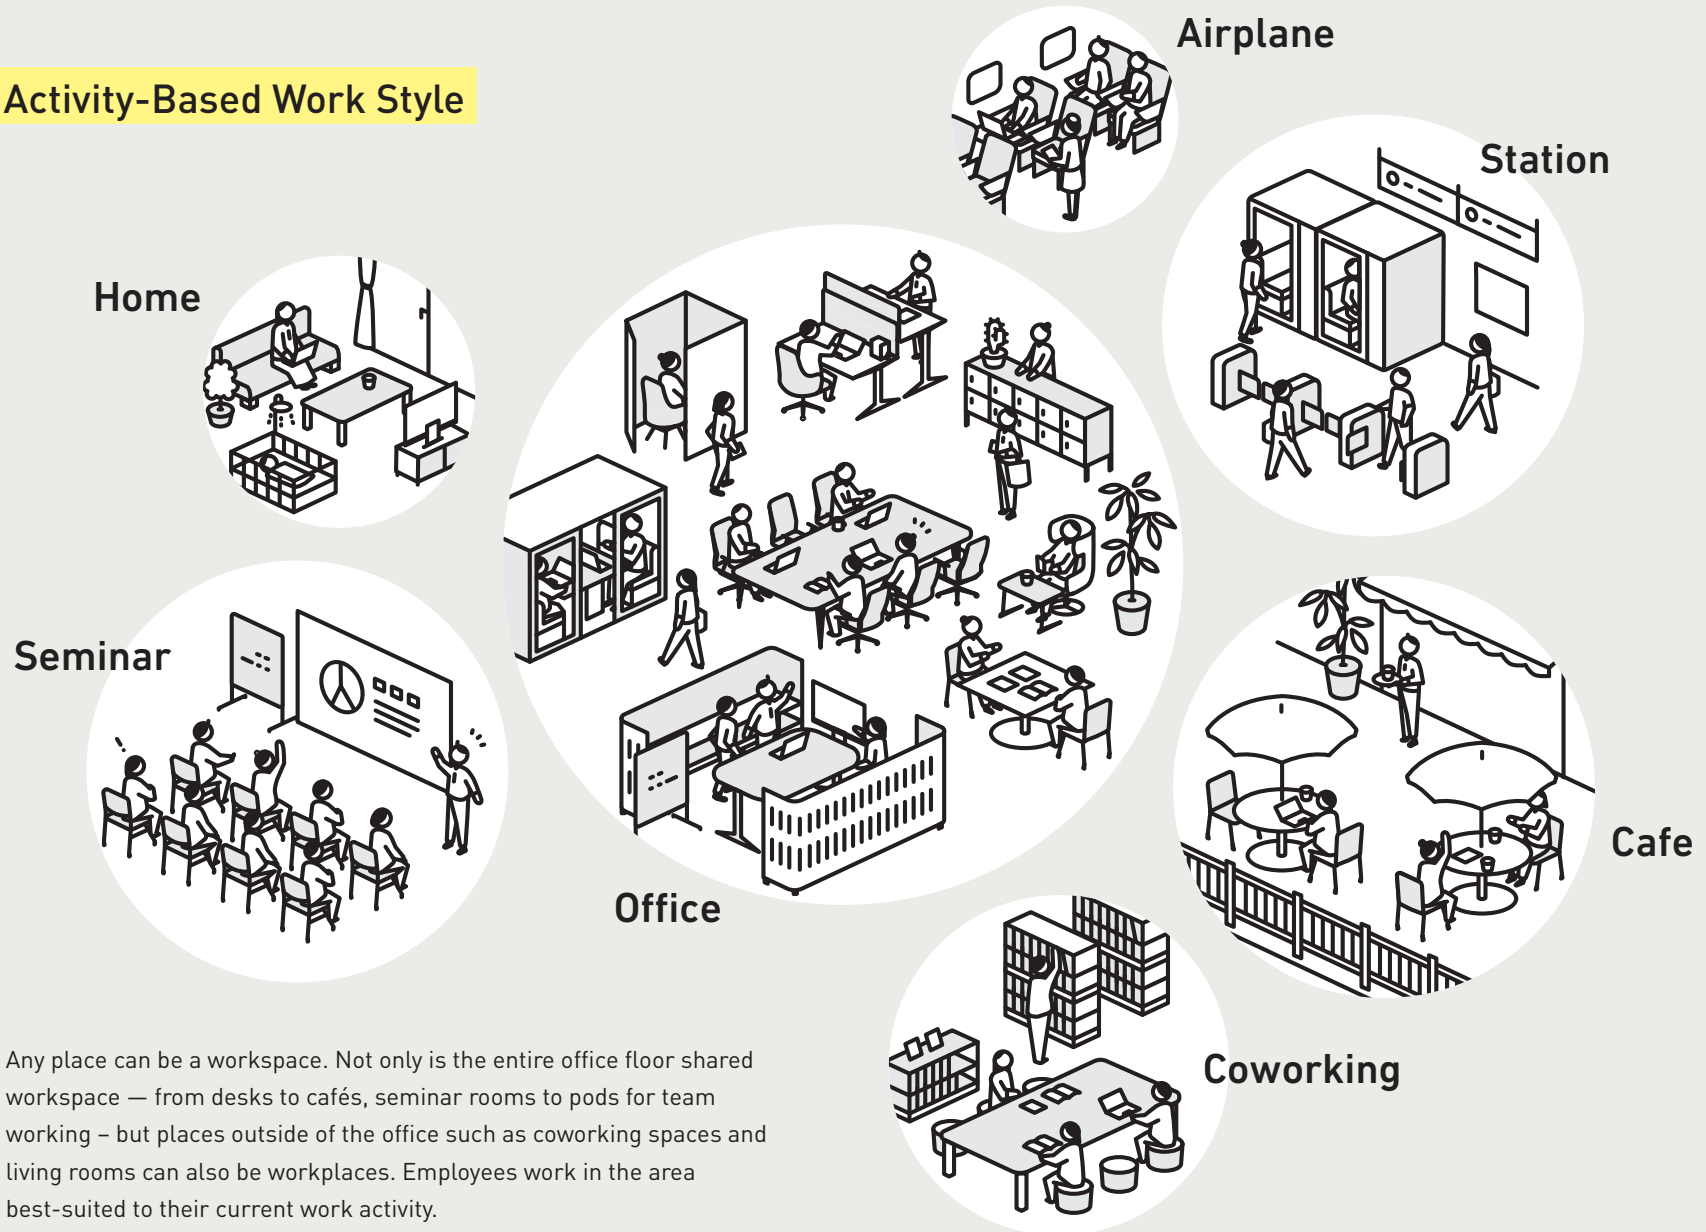 Activity-Based Work Style
Airplane
Station
Home
Seminar
Office
Cafe
Coworking
Any place can be a workspace. Not only is the entire office floor shared
workspace — from desks to cafés, seminar rooms to pods for team
working – but places outside of the office such as coworking spaces and
living rooms can also be workplaces. Employees work in the area
best-suited to their current work activity.